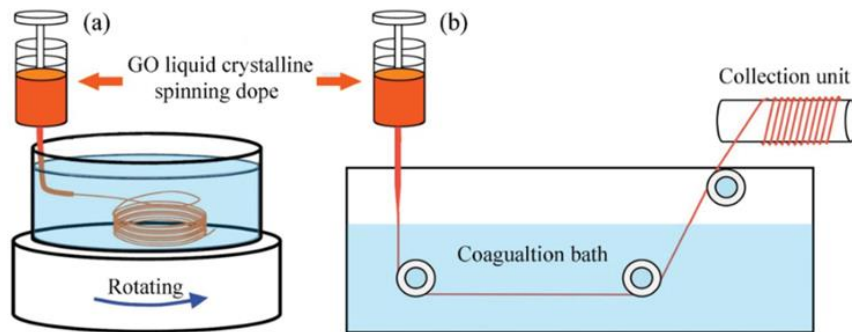 (a)
GO liquid crystalline
spinning dope
Rotating
(b)
Collection unit
Coagualtion bath